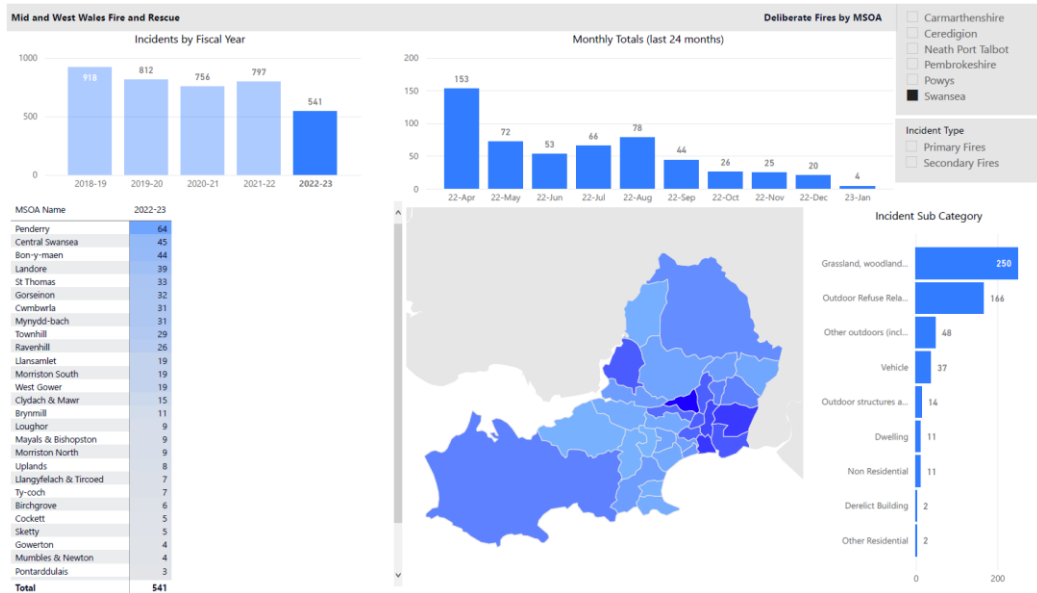 Mid and West Wales Fire and Rescue
Deliberate Fires by MSOA
Carmarthenshire
Ceredigion
Neath Port Talbot
Pembrokeshire
Powys
Swansea
Incident Type
Primary Fires
Secondary Fires
Incidents by Fiscal Year
1000
500
0
918
812
756
797
541
2018-19
2019-20
2020-21
2021-22
2022-23
Monthly Totals (last 24 months)
200
150
100
50
0
153
72
53
66
78
44
26
25
20
4
22-Apr
22-May
22-Jun
22-Jul
22-Aug
22-Sep
22-Oct
22-Nov
22-Dec
23-Jan
MSOA Name 2022-23
Penderry 64
Central Swansea 45
Bon-y-maen 44
Landore 39
St Thomas 33
Gorseinon 32
Cwmbwrla 31
Mynydd-bach 31
Townhill 29
Ravenhill 26
Llansamlet 19
Morriston South 19
West Gower 19
Clydach & Mawr 15
Brynmill 11
Loughor 9
Mayals & Bishopston 9
Morriston North 9
Uplands 8
Llangyfelach & Tircoed 7
Ty-coch 7
Birchgrove 6
Cockett 5
Sketty 5
Gowerton 4
Mumbles & Newton 4
Pontarddulais 3
Total 541
Incident Sub Category
Grassland, woodland... 250
Outdoor Refuse Rela... 166
Other outdoors (incl... 48
Vehicle 37
Outdoor structures a... 14
Dwelling 11
Non Residential 11
Derelict Building 2
Other Residential 2
0
200